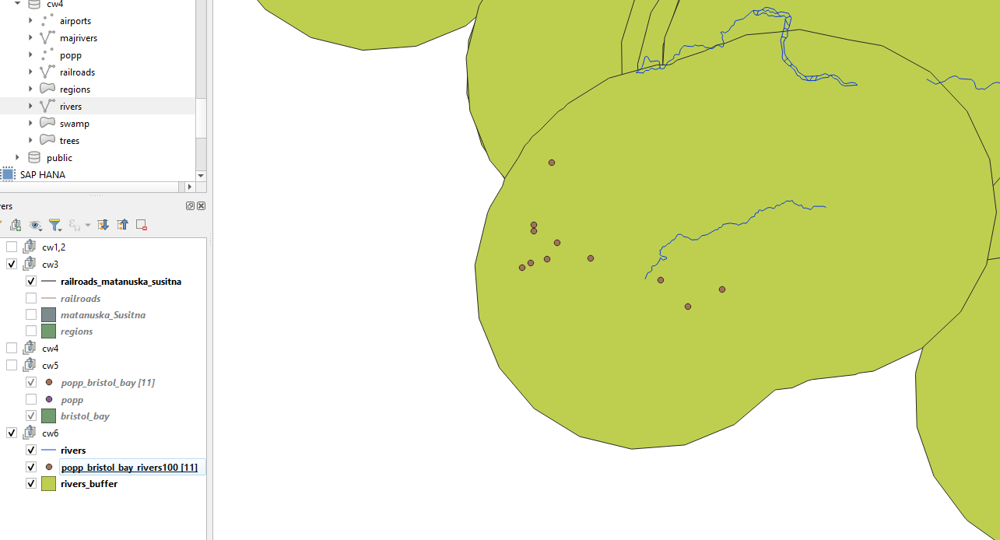 cw4
airports
majrivers
popp
railroads
regions
rivers
swamp
trees
public
SAP HANA
ers
cw1,2
cw3
railroads_matanuska_susitna
railroads
matanuska_Susitna
regions
cw4
cw5
popp_bristol_bay [11]
popp
bristol_bay
cw6
rivers
popp_bristol_bay_rivers100 [11]
rivers_buffer